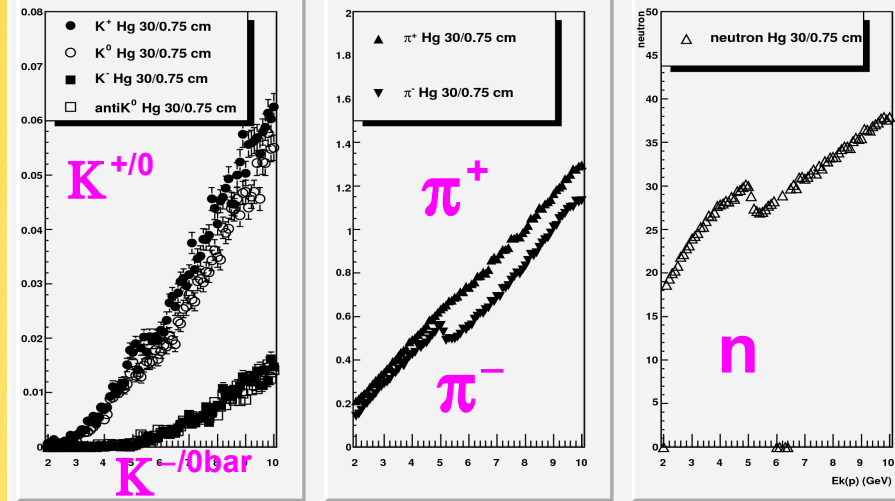 0.08
0.07
0.06
0.05
0.04
0.03
0.02
0.01
0
K+ Hg 30/0.75 cm
K0 Hg 30/0.75 cm
K- Hg 30/0.75 cm
antiK0 Hg 30/0.75 cm
K+/0
K−/0bar
2 3 4 5 6 7 8 9 10
2
1.8
1.6
1.4
1.2
1
0.8
0.6
0.4
0.2
0
π+ Hg 30/0.75 cm
π- Hg 30/0.75 cm
π+
π−
2 3 4 5 6 7 8 9 10
neutron
50
45
40
35
30
25
20
15
10
5
0
neutron Hg 30/0.75 cm
n
2 3 4 5 6 7 8 9 10
Ek(p) (GeV)